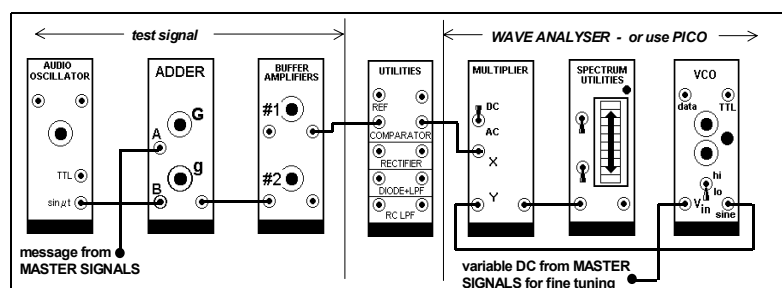 test signal
WAVE ANALYSER - or use PICO
AUDIO
OSCILLATOR
TTL
sinµt
ADDER
G
A
g
B
BUFFER
AMPLIFIERS
#1
#2
UTILITIES
REF
COMPARATOR
RECTIFIER
DIODE+LPF
RC LPF
MULTIPLIER
DC
AC
X
Y
SPECTRUM
UTILITIES
VCO
data
TTL
hi
lo
Vin
sine
message from
MASTER SIGNALS
variable DC from MASTER
SIGNALS for fine tuning